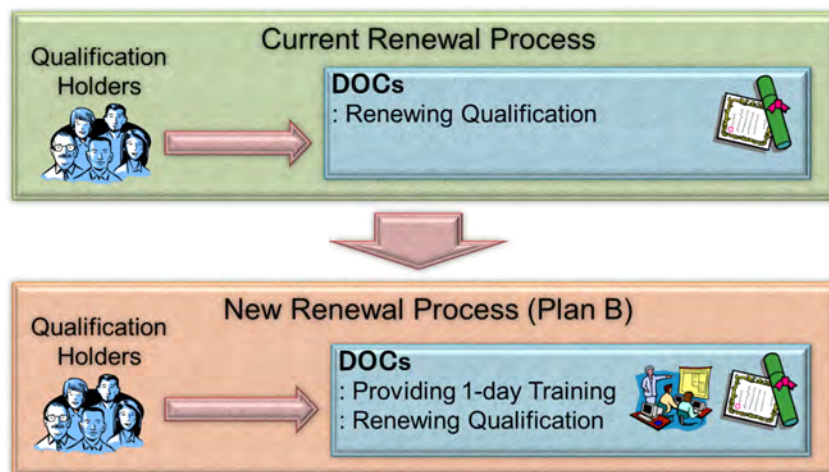 Current Renewal Process
Qualification
Holders
DOCs
: Renewing Qualification
New Renewal Process (Plan B)
Qualification
Holders
DOCs
: Providing 1-day Training
: Renewing Qualification